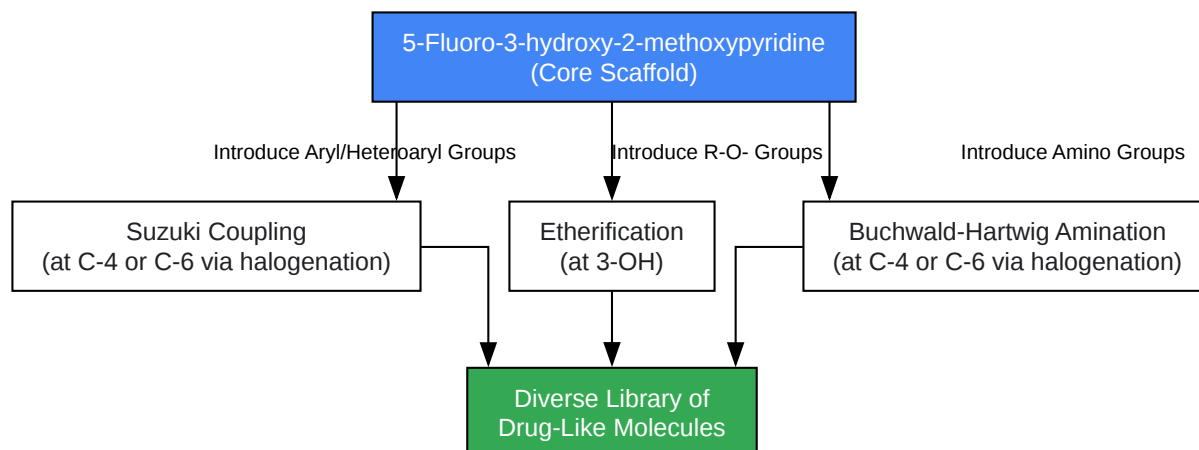 5-Fluoro-3-hydroxy-2-methoxypyridine
(Core Scaffold)
Introduce Aryl/Heteroaryl Groups
Introduce R-O- Groups
Introduce Amino Groups
Suzuki Coupling
(at C-4 or C-6 via halogenation)
Etherification
(at 3-OH)
Buchwald-Hartwig Amination
(at C-4 or C-6 via halogenation)
Diverse Library of
Drug-Like Molecules